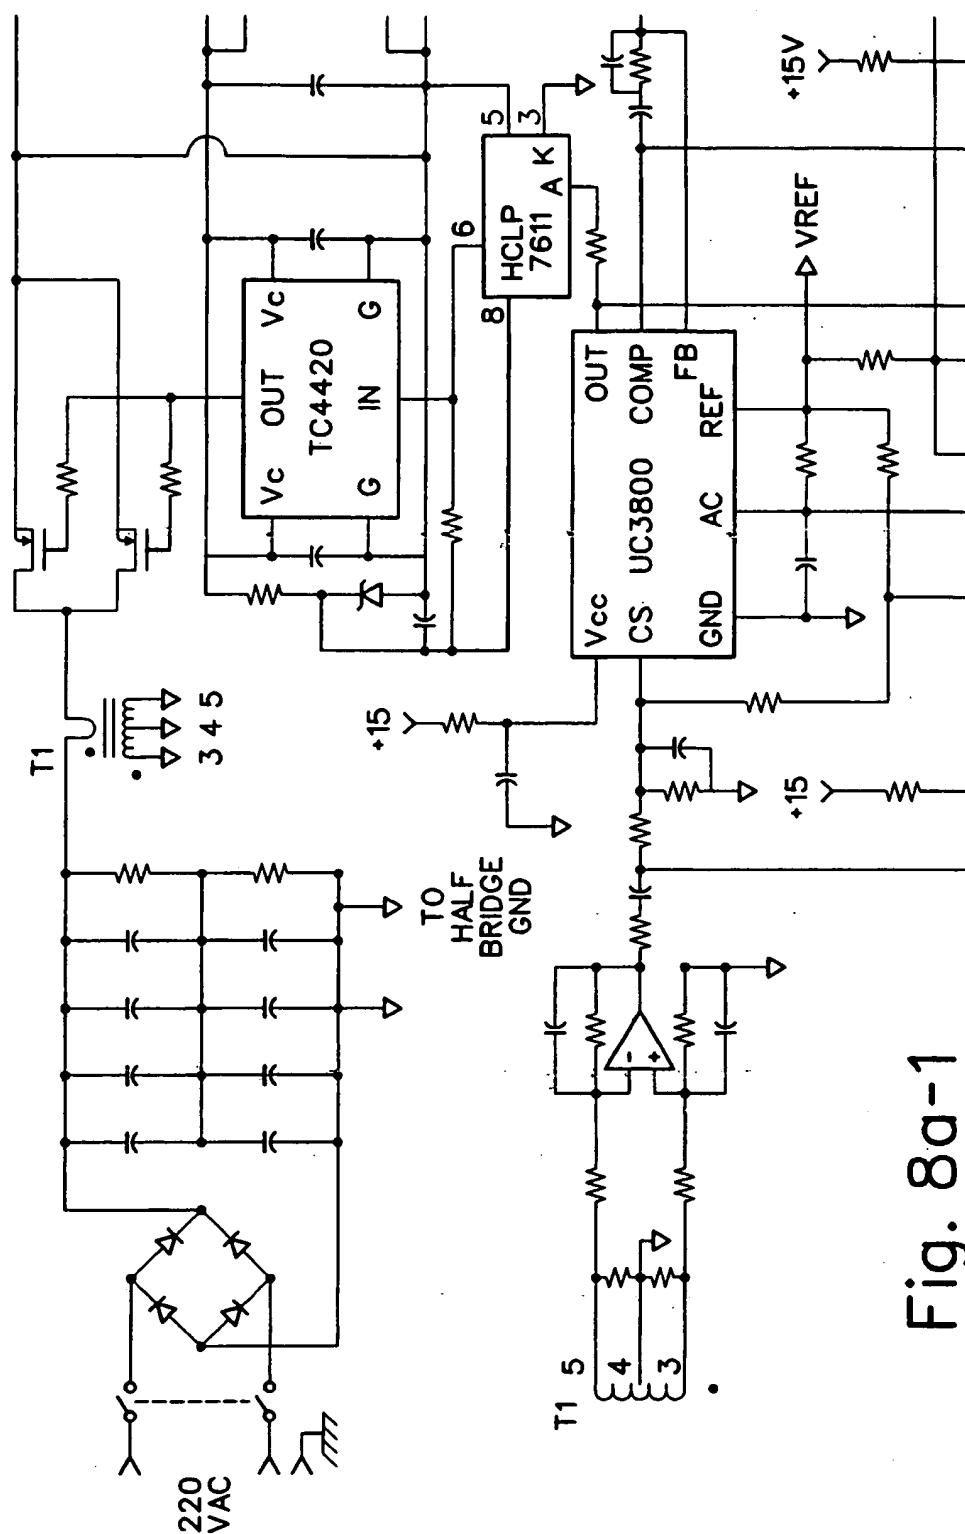 220
VAC
T1
3 4 5
TO
HALF
BRIDGE
GND
Vc
OUT
Vc
TC4420
G
IN
G
8
6
5
3
HCLP
7611
A
K
+15
Vcc
OUT
CS
UC3800
COMP
FB
GND
AC
REF
VREF
+15V
+15
T1
5
4
3
-
+
Fig. 8a-1